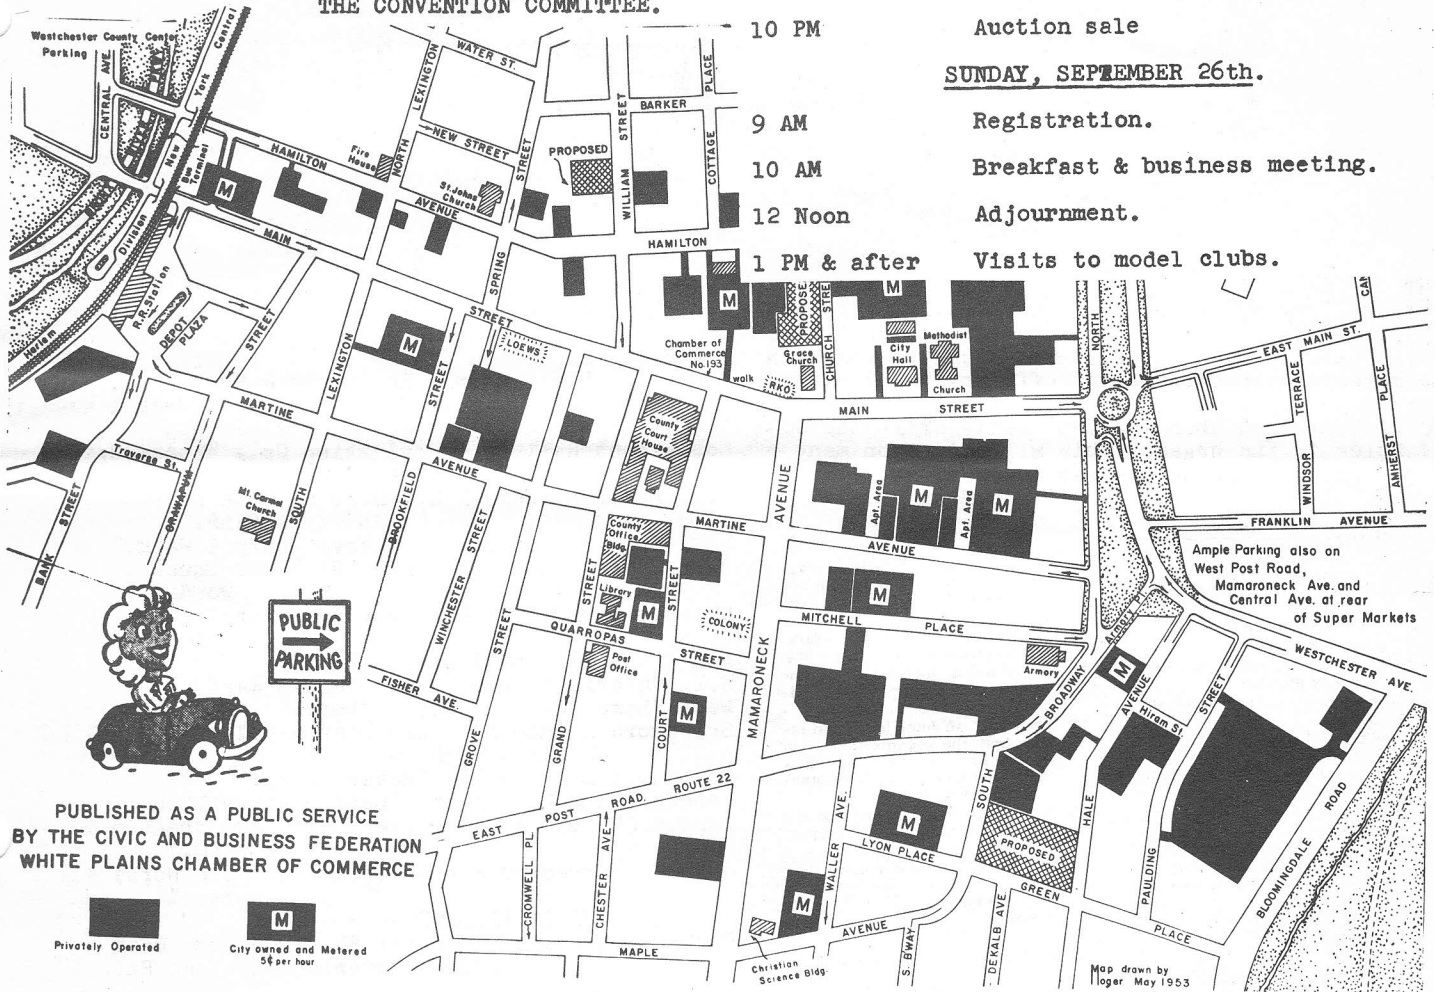 THE CONVENTION COMMITTEE.
10 PM Auction sale
SUNDAY, SEPTEMBER 26th.
9 AM Registration.
10 AM Breakfast & business meeting.
12 Noon Adjournment.
1 PM & after Visits to model clubs.
Westchester County Center
Parking
CENTRAL AVE.
New York Central
Harlem Division
Bus
Terminal
M
R.R. Station
DEPOT
PLAZA
HAMILTON
AVENUE
Fire
House
NORTH
LEXINGTON
WATER ST.
NEW STREET
St. Johns
Church
PROPOSED
WILLIAM STREET
BARKER
COTTAGE PLACE
HAMILTON
MAIN
STREET
SPRING
STREET
LOEWS
M
LEXINGTON
STREET
MARTINE
AVENUE
Traverse St.
Mt. Carmel
Church
SOUTH
ORAWAUPUM
STREET
BANK
STREET
BROOKFIELD
STREET
WINCHESTER
STREET
FISHER AVE.
GROVE
STREET
Chamber of
Commerce
No. 193
walk
RKO
M
PROPOSED
Grace
Church
CHURCH
M
City
Hall
Methodist
Church
MAIN STREET
NORTH
EAST MAIN ST.
TERRACE
WINDSOR
AMHERST
PLACE
FRANKLIN AVENUE
County
Court
House
County
Office
Bldg.
Library
M
MARTINE
AVENUE
Apt. Area
M
Apt. Area
M
M
COLONY
MITCHELL PLACE
Armory
Armory Pl.
QUARROPAS
STREET
Post
Office
GRAND
STREET
COURT
STREET
M
MAMARONECK
AVENUE
BROADWAY
SOUTH
M
Ample Parking also on
West Post Road,
Mamaroneck Ave. and
Central Ave. at rear
of Super Markets
WESTCHESTER AVE.
Hiram St.
HALE
AVENUE
PAULDING
STREET
BLOOMINGDALE ROAD
PUBLIC
PARKING
EAST POST ROAD. ROUTE 22
CROMWELL PL.
CHESTER AVE.
WALLER AVE.
M
LYON PLACE
PROPOSED
GREEN
PLACE
M
MAPLE
AVENUE
S. B'WAY
DEKALB AVE.
Christian
Science Bldg.
PUBLISHED AS A PUBLIC SERVICE
BY THE CIVIC AND BUSINESS FEDERATION
WHITE PLAINS CHAMBER OF COMMERCE
Privately Operated
M
City owned and Metered
5¢ per hour
Map drawn by
May 1953